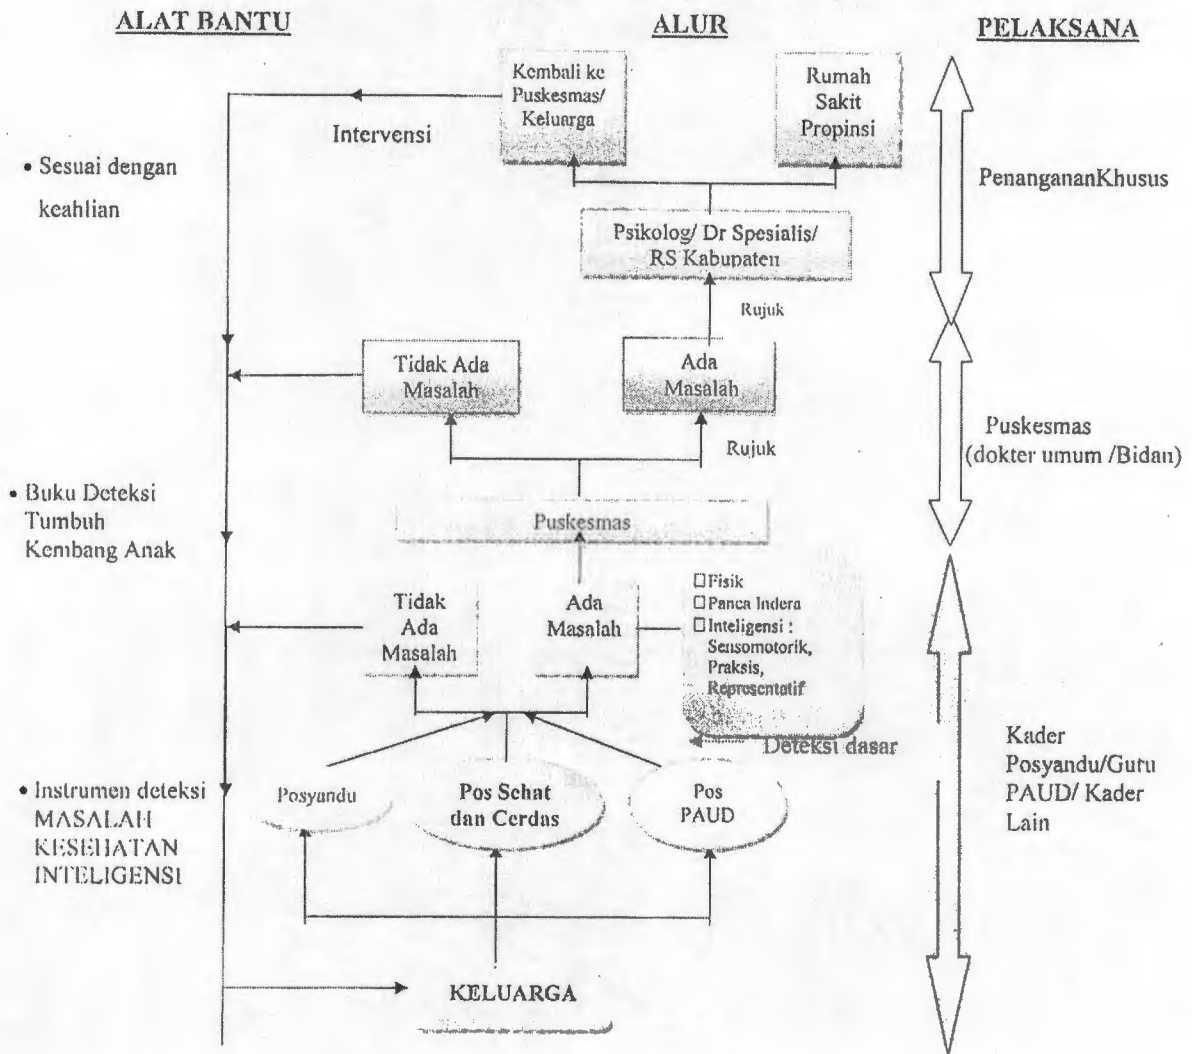 ALAT BANTU
ALUR
PELAKSANA
Kembali ke
Puskesmas/
Keluarga
Rumah
Sakit
Propinsi
Intervensi
• Sesuai dengan
keahlian
PenangananKhusus
Psikolog/ Dr Spesialis/
RS Kabupaten
Rujuk
Tidak Ada
Masalah
Ada
Masalah
Rujuk
Puskesmas
(dokter umum /Bidan)
• Buku Deteksi
Tumbuh
Kembang Anak
Puskesmas
Tidak
Ada
Masalah
Ada
Masalah
□ Fisik
□ Panca Indera
□ Inteligensi :
Sensomotorik,
Praksis,
Representatif
Deteksi dasar
Kader
Posyandu/Guru
PAUD/ Kader
Lain
• Instrumen deteksi
MASALAH
KESEHATAN
INTELIGENSI
Posyandu
Pos Sehat
dan Cerdas
Pos
PAUD
KELUARGA